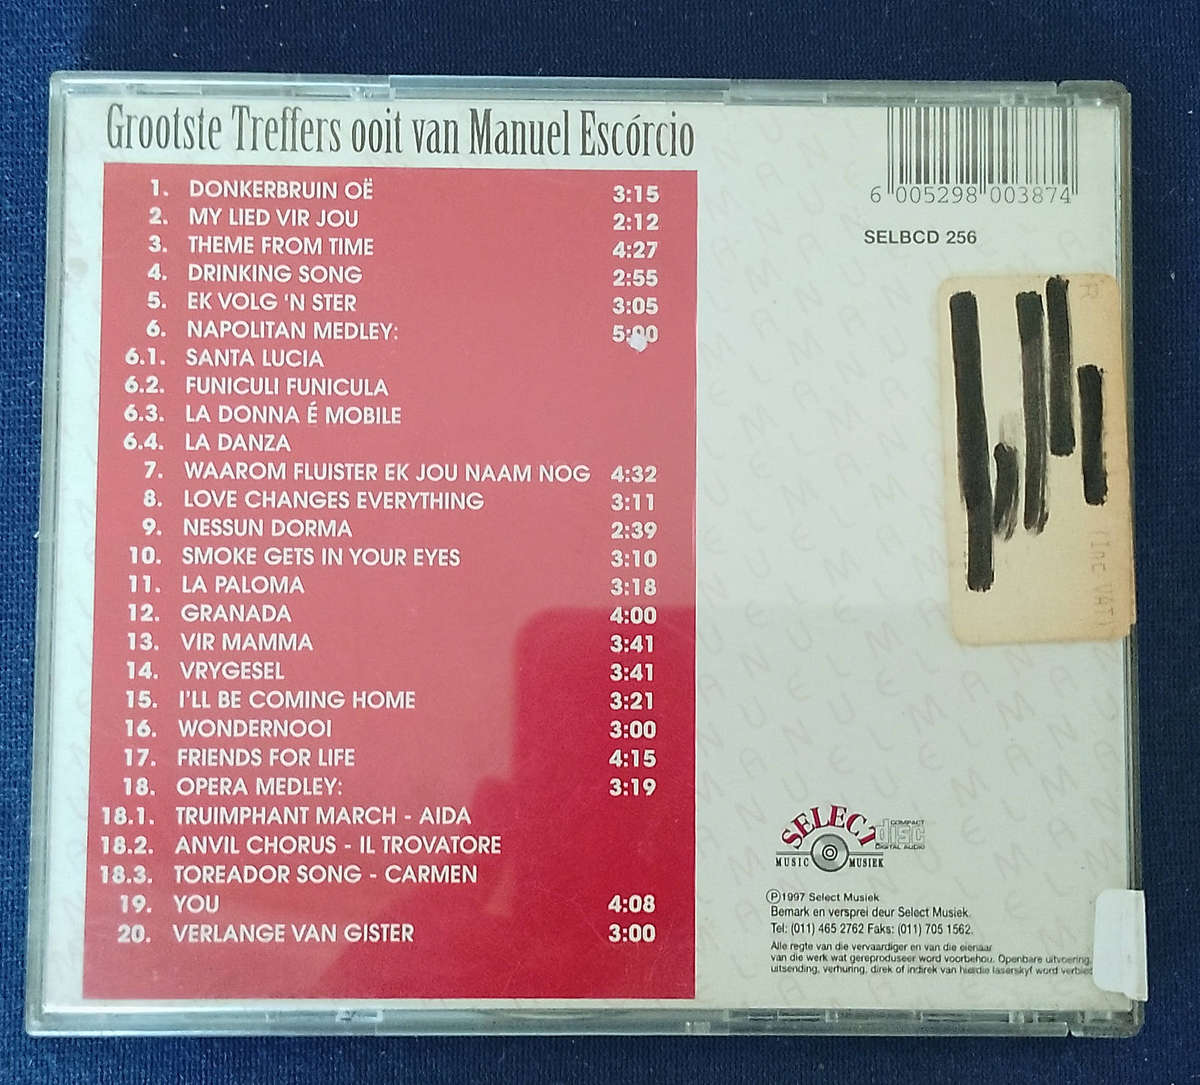 Grootste Treffers ooit van Manuel Escórcio
1. DONKERBRUIN OË 3:15
2. MY LIED VIR JOU 2:12
3. THEME FROM TIME 4:27
4. DRINKING SONG 2:55
5. EK VOLG 'N STER 3:05
6. NAPOLITAN MEDLEY:
6.1. SANTA LUCIA
6.2. FUNICULI FUNICULA
6.3. LA DONNA É MOBILE
6.4. LA DANZA
7. WAAROM FLUISTER EK JOU NAAM NOG 4:32
8. LOVE CHANGES EVERYTHING 3:11
9. NESSUN DORMA 2:39
10. SMOKE GETS IN YOUR EYES 3:10
11. LA PALOMA 3:18
12. GRANADA 4:00
13. VIR MAMMA 3:41
14. VRYGESEL 3:41
15. I'LL BE COMING HOME 3:21
16. WONDERNOOI 3:00
17. FRIENDS FOR LIFE 4:15
18. OPERA MEDLEY: 3:19
18.1. TRUIMPHANT MARCH - AIDA
18.2. ANVIL CHORUS - IL TROVATORE
18.3. TOREADOR SONG - CARMEN
19. YOU 4:08
20. VERLANGE VAN GISTER 3:00
6 005298 003874
SELBCD 256
R
(Inc VAT)
SELECT
MUSIC MUSIEK
COMPACT
disc
DIGITAL AUDIO
Ⓟ1997 Select Musiek
Bemark en versprei deur Select Musiek.
Tel: (011) 465 2762 Faks: (011) 705 1562.
Alle regte van die vervaardiger en van die eienaar
van die werk wat gereproduseer word voorbehou. Openbare uitvoering,
uitsending, verhuring, direk of indirek van hierdie laserskyf word